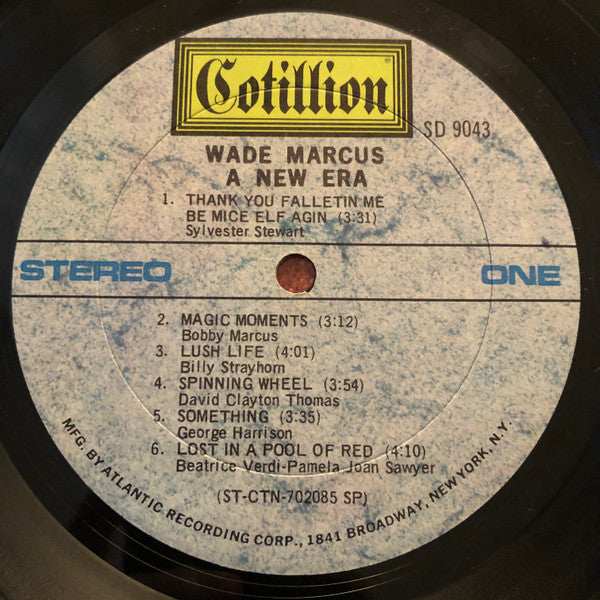 Cotillion
®
SD 9043
WADE MARCUS
A NEW ERA
1. THANK YOU FALLETIN ME
BE MICE ELF AGIN (3:31)
Sylvester Stewart
STEREO ONE
2. MAGIC MOMENTS (3:12)
Bobby Marcus
3. LUSH LIFE (4:01)
Billy Strayhorn
4. SPINNING WHEEL (3:54)
David Clayton Thomas
5. SOMETHING (3:35)
George Harrison
6. LOST IN A POOL OF RED (4:10)
Beatrice Verdi-Pamela Joan Sawyer
(ST-CTN-702085 SP)
MFG. BY ATLANTIC RECORDING CORP., 1841 BROADWAY, NEW YORK, N.Y.